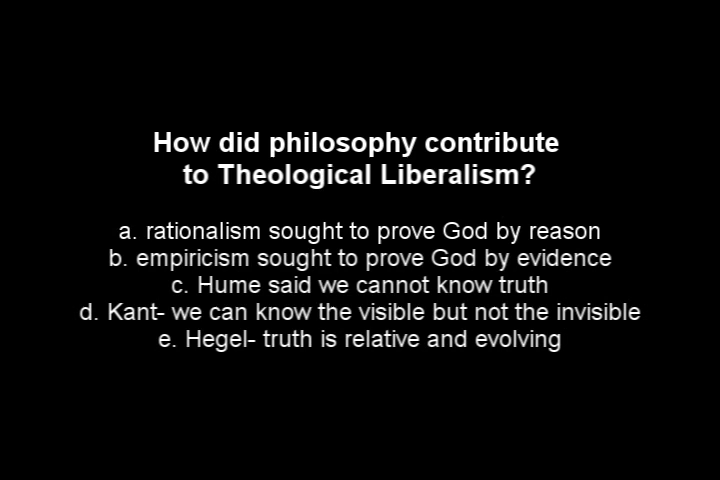 How did philosophy contribute
to Theological Liberalism?
a. rationalism sought to prove God by reason
b. empiricism sought to prove God by evidence
c. Hume said we cannot know truth
d. Kant- we can know the visible but not the invisible
e. Hegel- truth is relative and evolving